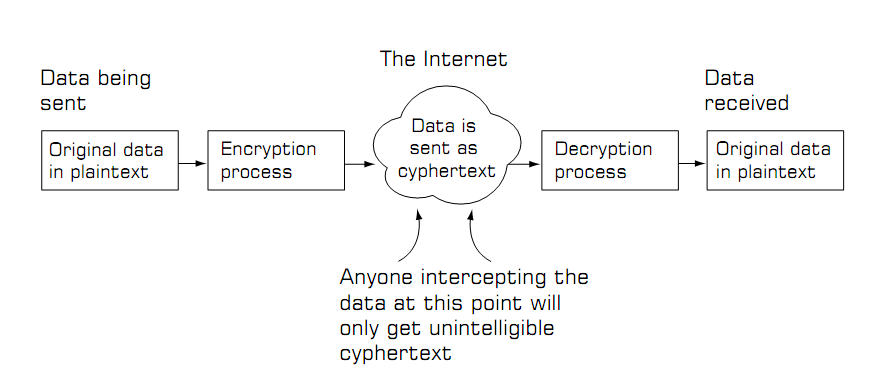 The Internet
Data being
sent
Data
received
Original data
in plaintext
Encryption
process
Data is
sent as
cyphertext
Decryption
process
Original data
in plaintext
Anyone intercepting the
data at this point will
only get unintelligible
cyphertext